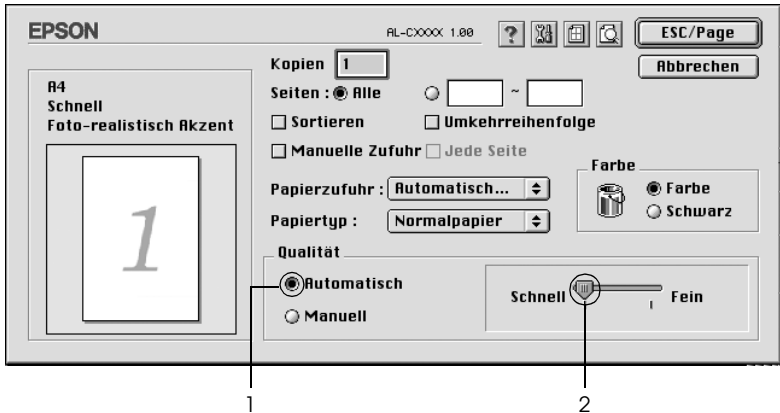 EPSON
AL-CXXXX 1.00
?
ESC/Page
Abbrechen
A4
Schnell
Foto-realistisch Akzent
1
Kopien 1
Seiten : Alle ~
Sortieren Umkehrreihenfolge
Manuelle Zufuhr Jede Seite
Papierzufuhr : Automatisch...
Papiertyp : Normalpapier
Farbe
Farbe
Schwarz
Qualität
Automatisch
Manuell
Schnell Fein
1 2